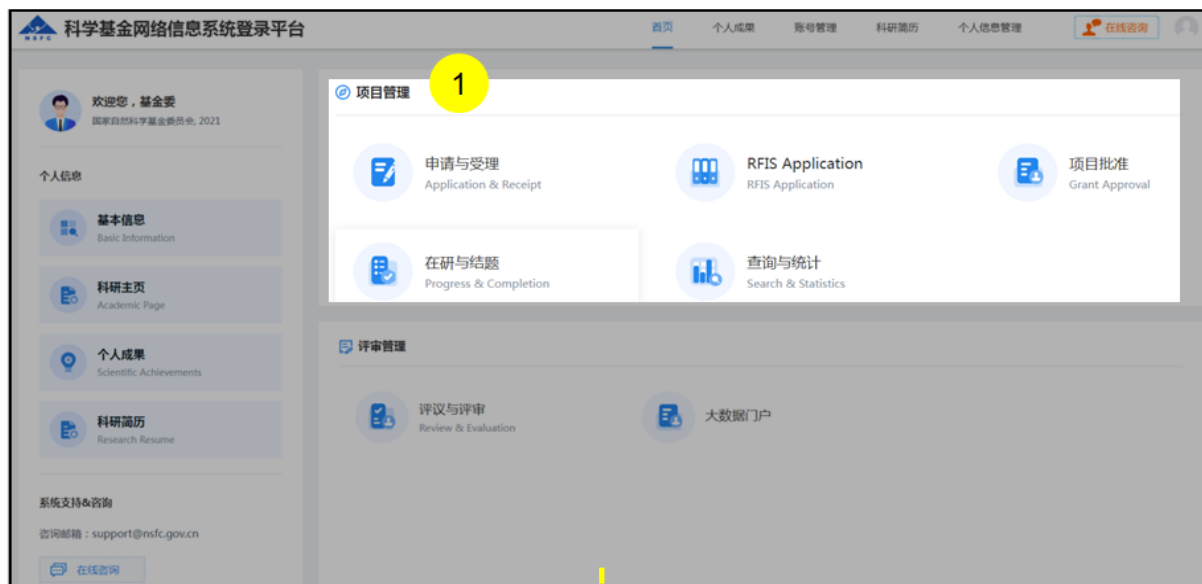 NSFC
科学基金网络信息系统登录平台
首页
个人成果
账号管理
科研简历
个人信息管理
在线咨询
欢迎您，基金委
国家自然科学基金委员会, 2021
个人信息
基本信息
Basic Information
科研主页
Academic Page
个人成果
Scientific Achievements
科研简历
Research Resume
系统支持&咨询
咨询邮箱：support@nsfc.gov.cn
在线咨询
项目管理
1
申请与受理
Application & Receipt
RFIS Application
RFIS Application
项目批准
Grant Approval
在研与结题
Progress & Completion
查询与统计
Search & Statistics
评审管理
评议与评审
Review & Evaluation
大数据门户